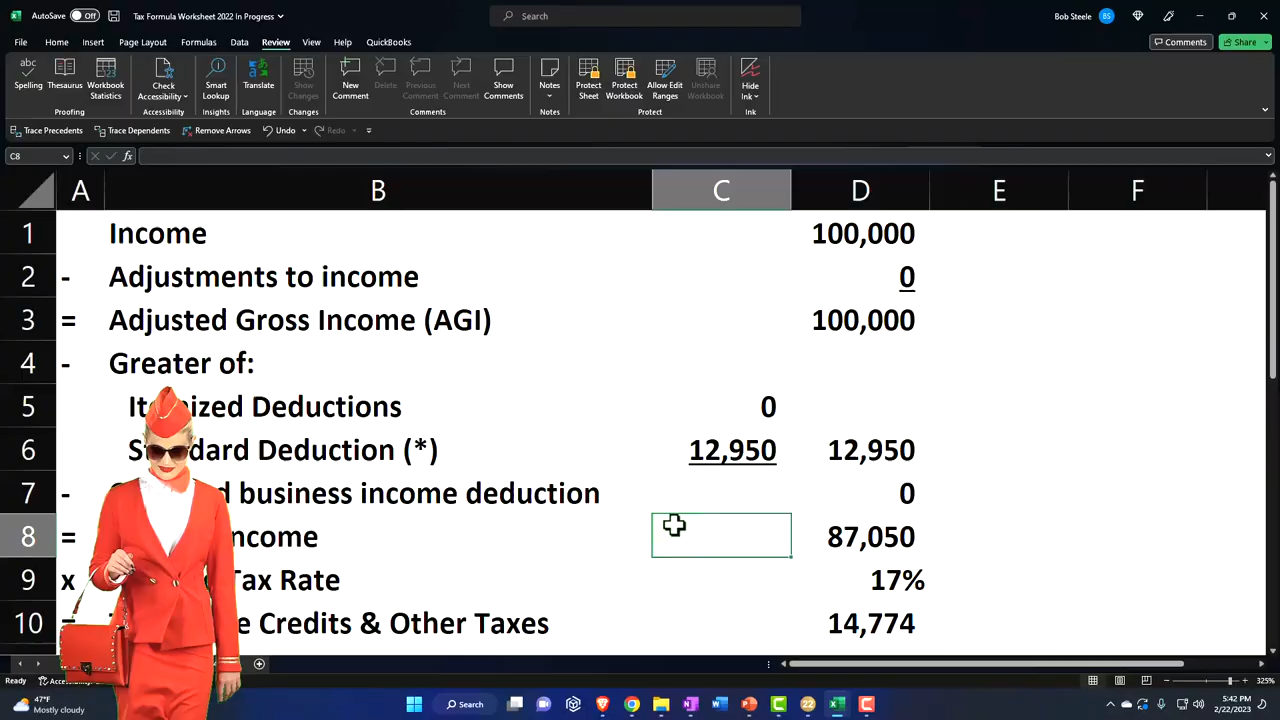 AutoSave Off Tax Formula Worksheet 2022 In Progress Search Bob Steele BS
File Home Insert Page Layout Formulas Data Review View Help QuickBooks Comments Share
abc
Spelling Thesaurus Workbook Statistics Check Accessibility Smart Lookup Translate Show Changes New Comment Delete Previous Comment Next Comment Show Comments Notes Protect Sheet Protect Workbook Allow Edit Ranges Unshare Workbook Hide Ink
Proofing Accessibility Insights Language Changes Comments Notes Protect Ink
Trace Precedents Trace Dependents Remove Arrows Undo Redo
C8 fx
A B C D E F
1 Income 100,000
2 - Adjustments to income 0
3 = Adjusted Gross Income (AGI) 100,000
4 - Greater of:
5 Deductions 0
6 Deduction (*) 12,950 12,950
7 - business income deduction 0
8 = 87,050
9 x Tax Rate 17%
10 Credits & Other Taxes 14,774
Ready 325%
47°F
Mostly cloudy
Search
5:42 PM
2/22/2023